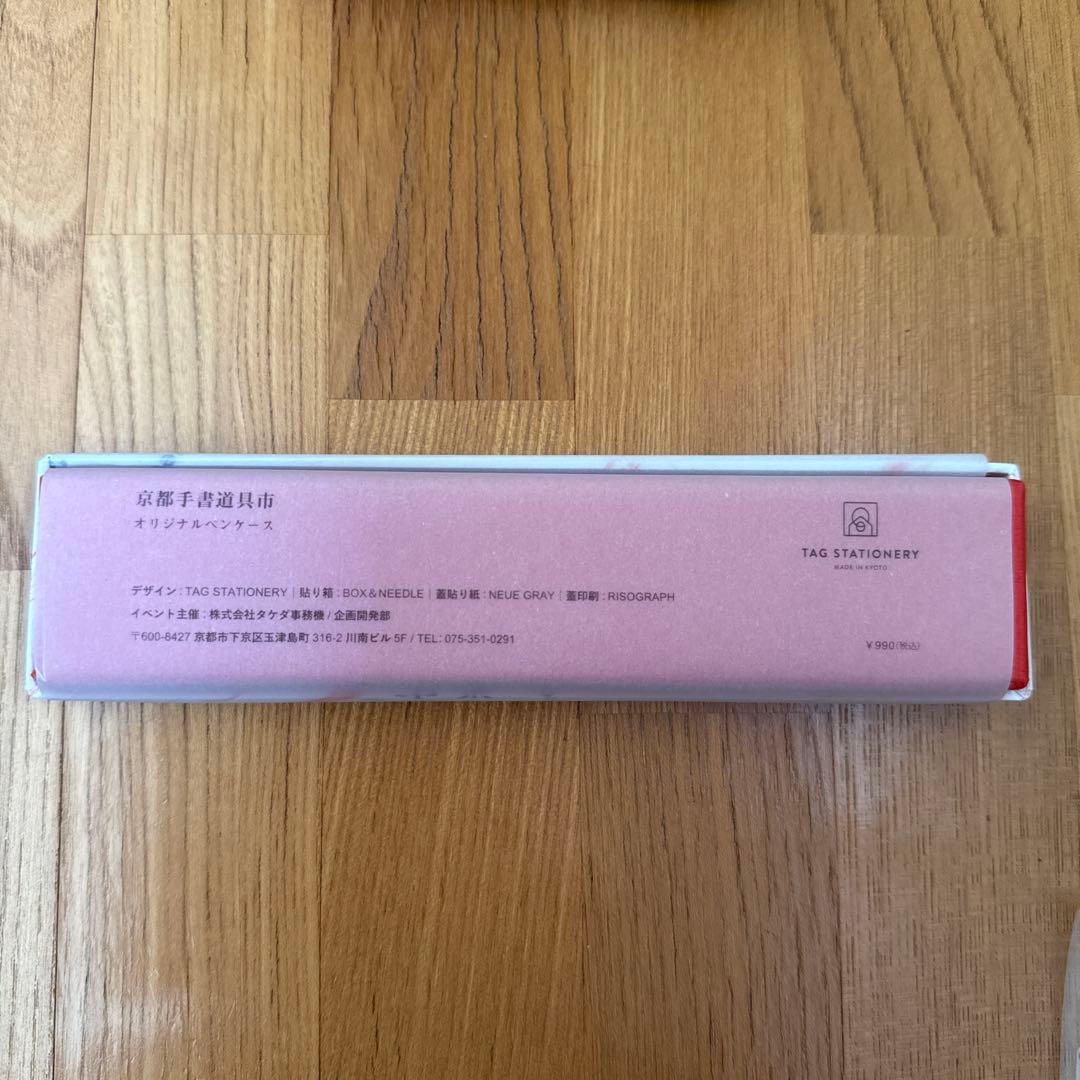 京都手書道具市
オリジナルペンケース
TAG STATIONERY
MADE IN KYOTO
デザイン : TAG STATIONERY | 貼り箱 : BOX&NEEDLE | 蓋貼り紙 : NEUE GRAY | 蓋印刷 : RISOGRAPH
イベント主催 : 株式会社タケダ事務機 / 企画開発部
〒600-8427 京都市下京区玉津島町 316-2 川南ビル 5F / TEL: 075-351-0291
¥990(税込)